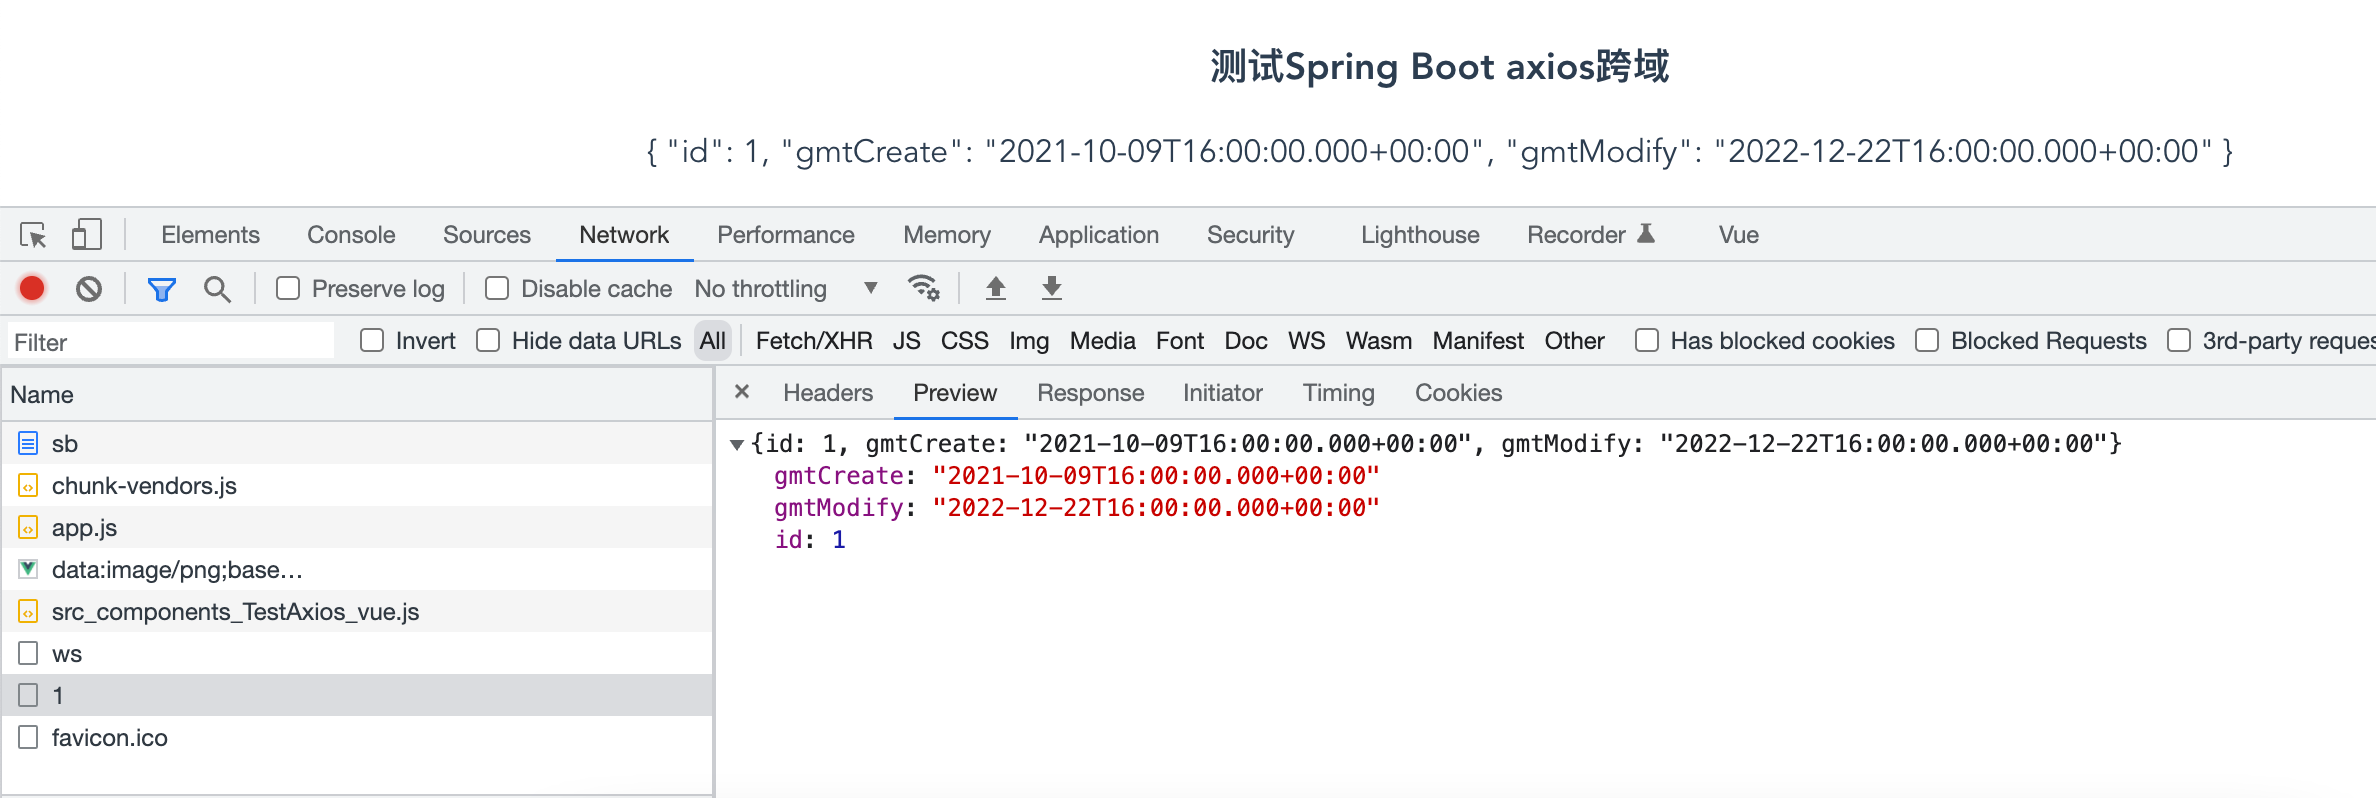 测试Spring Boot axios跨域
{ "id": 1, "gmtCreate": "2021-10-09T16:00:00.000+00:00", "gmtModify": "2022-12-22T16:00:00.000+00:00" }
Elements Console Sources Network Performance Memory Application Security Lighthouse Recorder Vue
Preserve log Disable cache No throttling
Filter Invert Hide data URLs All Fetch/XHR JS CSS Img Media Font Doc WS Wasm Manifest Other Has blocked cookies Blocked Requests 3rd-party reques
Name
sb
chunk-vendors.js
app.js
data:image/png;base…
src_components_TestAxios_vue.js
ws
1
favicon.ico
× Headers Preview Response Initiator Timing Cookies
{id: 1, gmtCreate: "2021-10-09T16:00:00.000+00:00", gmtModify: "2022-12-22T16:00:00.000+00:00"}
gmtCreate: "2021-10-09T16:00:00.000+00:00"
gmtModify: "2022-12-22T16:00:00.000+00:00"
id: 1